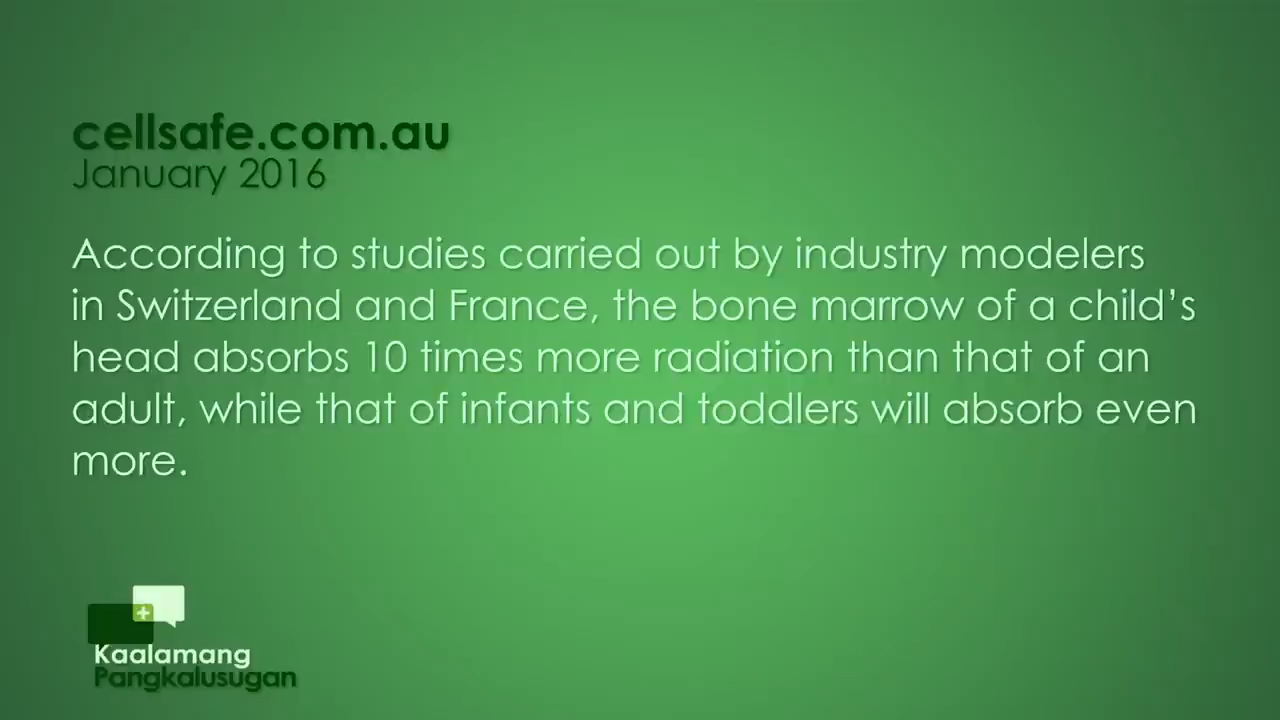 cellsafe.com.au
January 2016
According to studies carried out by industry modelers
in Switzerland and France, the bone marrow of a child’s
head absorbs 10 times more radiation than that of an
adult, while that of infants and toddlers will absorb even
more.
Kaalamang
Pangkalusugan